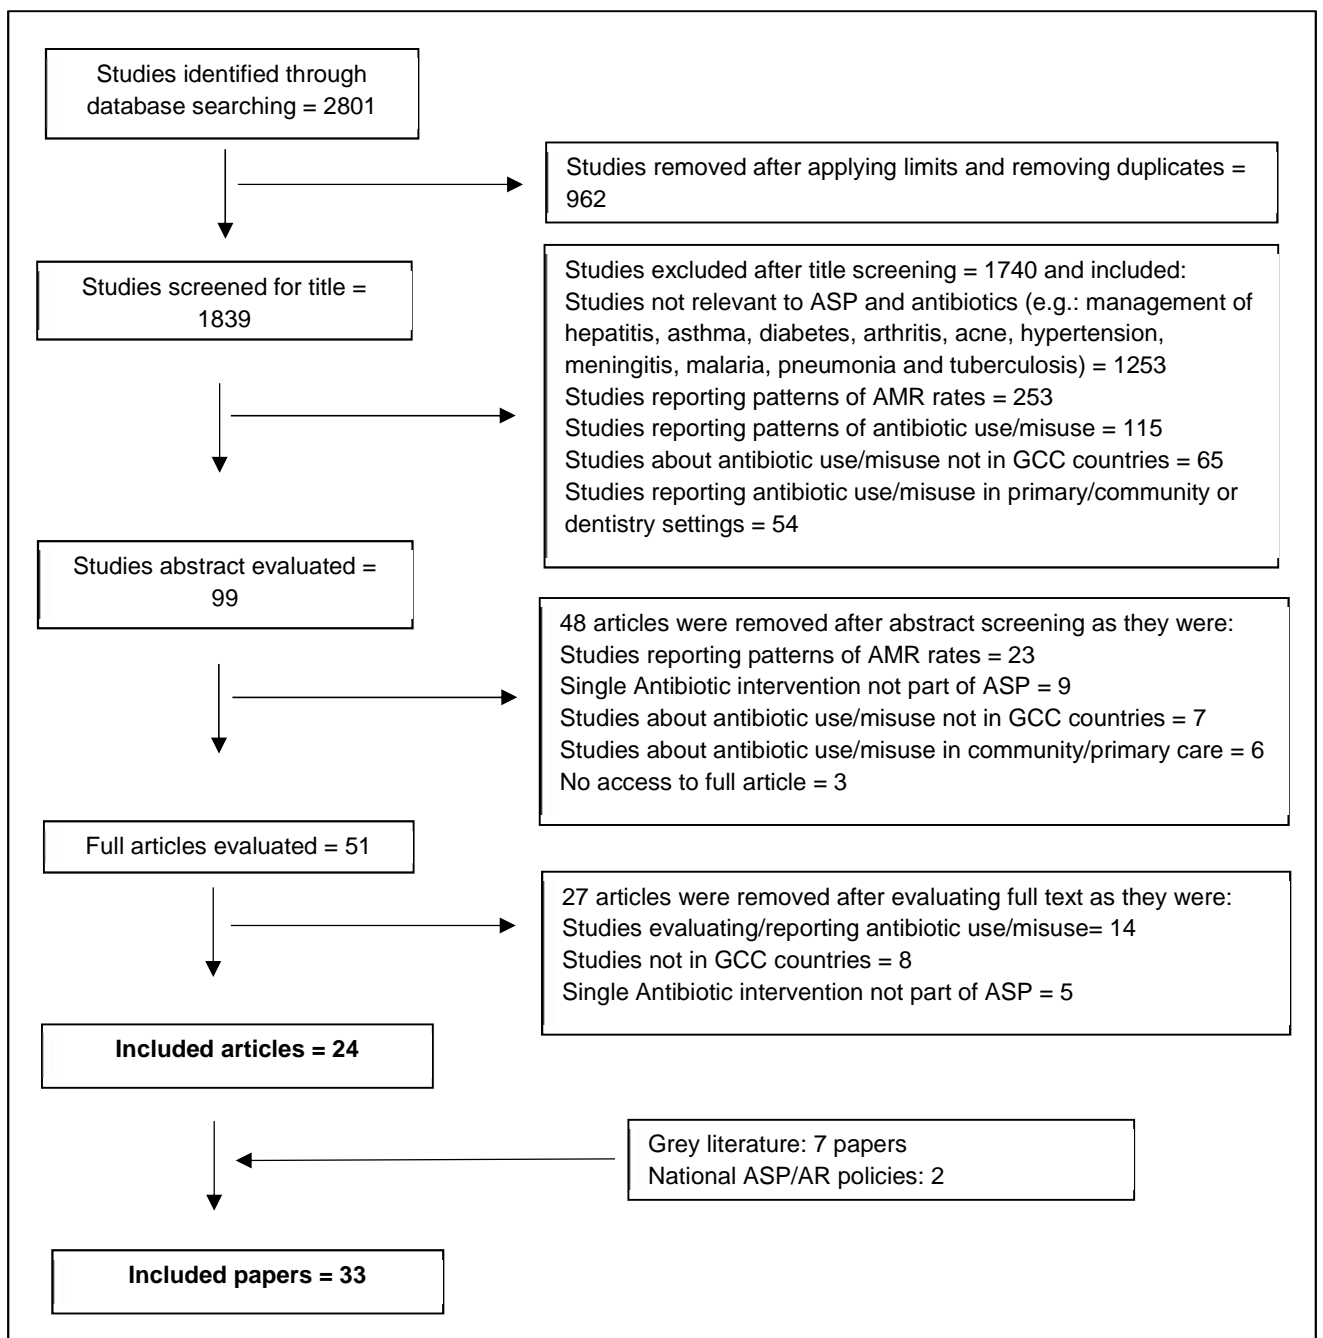 Studies identified through
database searching = 2801
Studies removed after applying limits and removing duplicates =
962
Studies screened for title =
1839
Studies excluded after title screening = 1740 and included:
Studies not relevant to ASP and antibiotics (e.g.: management of
hepatitis, asthma, diabetes, arthritis, acne, hypertension,
meningitis, malaria, pneumonia and tuberculosis) = 1253
Studies reporting patterns of AMR rates = 253
Studies reporting patterns of antibiotic use/misuse = 115
Studies about antibiotic use/misuse not in GCC countries = 65
Studies reporting antibiotic use/misuse in primary/community or
dentistry settings = 54
Studies abstract evaluated =
99
48 articles were removed after abstract screening as they were:
Studies reporting patterns of AMR rates = 23
Single Antibiotic intervention not part of ASP = 9
Studies about antibiotic use/misuse not in GCC countries = 7
Studies about antibiotic use/misuse in community/primary care = 6
No access to full article = 3
Full articles evaluated = 51
27 articles were removed after evaluating full text as they were:
Studies evaluating/reporting antibiotic use/misuse= 14
Studies not in GCC countries = 8
Single Antibiotic intervention not part of ASP = 5
Included articles = 24
Grey literature: 7 papers
National ASP/AR policies: 2
Included papers = 33